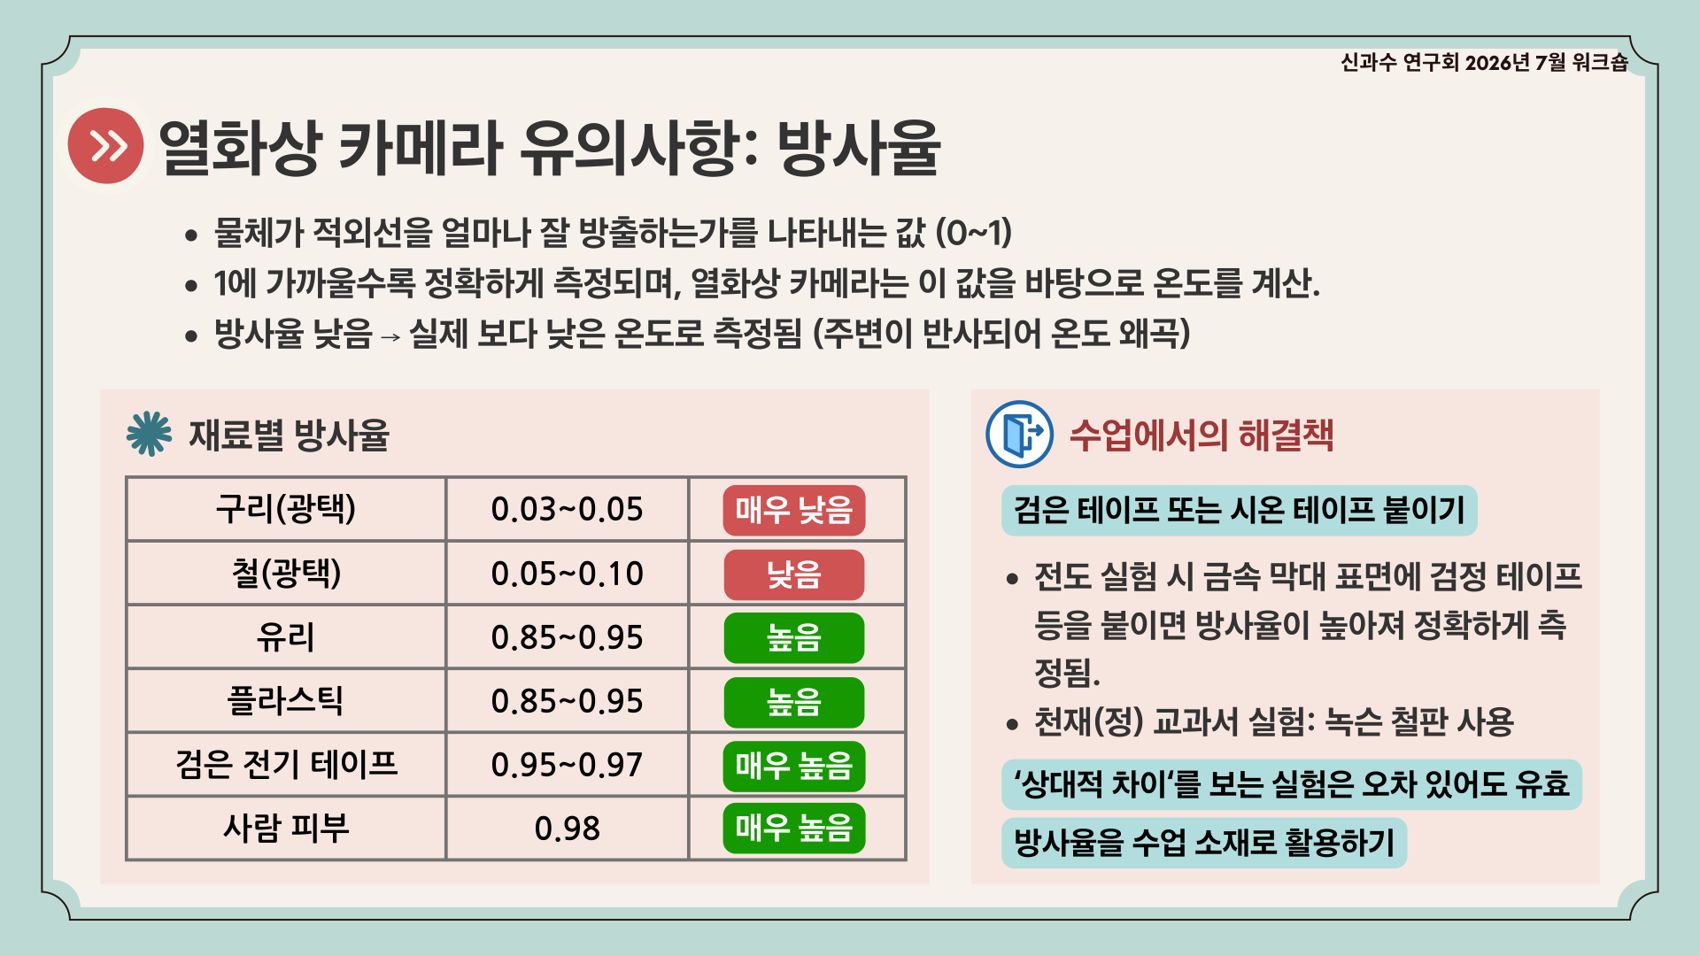 신과수 연구회 2026년 7월 워크숍
열화상 카메라 유의사항: 방사율
• 물체가 적외선을 얼마나 잘 방출하는가를 나타내는 값 (0~1)
• 1에 가까울수록 정확하게 측정되며, 열화상 카메라는 이 값을 바탕으로 온도를 계산.
• 방사율 낮음 → 실제 보다 낮은 온도로 측정됨 (주변이 반사되어 온도 왜곡)
재료별 방사율
구리(광택) 0.03~0.05 매우 낮음
철(광택) 0.05~0.10 낮음
유리 0.85~0.95 높음
플라스틱 0.85~0.95 높음
검은 전기 테이프 0.95~0.97 매우 높음
사람 피부 0.98 매우 높음
수업에서의 해결책
검은 테이프 또는 시온 테이프 붙이기
• 전도 실험 시 금속 막대 표면에 검정 테이프
등을 붙이면 방사율이 높아져 정확하게 측
정됨.
• 천재(정) 교과서 실험: 녹슨 철판 사용
‘상대적 차이‘를 보는 실험은 오차 있어도 유효
방사율을 수업 소재로 활용하기